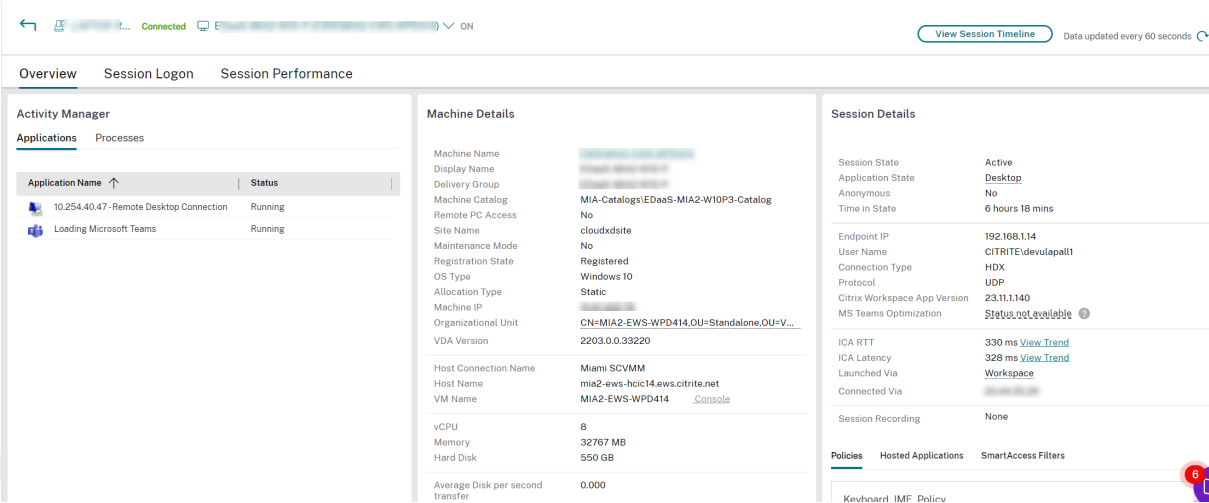 Connected
ON
View Session Timeline
Data updated every 60 seconds
Overview Session Logon Session Performance
Activity Manager
Applications Processes
Application Name Status
10.254.40.47 - Remote Desktop Connection Running
Loading Microsoft Teams Running
Machine Details
Machine Name
Display Name
Delivery Group
Machine Catalog MIA-Catalogs\EDaaS-MIA2-W10P3-Catalog
Remote PC Access No
Site Name cloudxdsite
Maintenance Mode No
Registration State Registered
OS Type Windows 10
Allocation Type Static
Machine IP
Organizational Unit CN=MIA2-EWS-WPD414,OU=Standalone,OU=V...
VDA Version 2203.0.0.33220
Host Connection Name Miami SCVMM
Host Name mia2-ews-hcic14.ews.citrite.net
VM Name MIA2-EWS-WPD414 Console
vCPU 8
Memory 32767 MB
Hard Disk 550 GB
Average Disk per second 0.000
transfer
Session Details
Session State Active
Application State Desktop
Anonymous No
Time in State 6 hours 18 mins
Endpoint IP 192.168.1.14
User Name CITRITE\devulapall1
Connection Type HDX
Protocol UDP
Citrix Workspace App Version 23.11.1.140
MS Teams Optimization Status not available ?
ICA RTT 330 ms View Trend
ICA Latency 328 ms View Trend
Launched Via Workspace
Connected Via
Session Recording None
Policies Hosted Applications SmartAccess Filters
6
Keyboard IME Policy